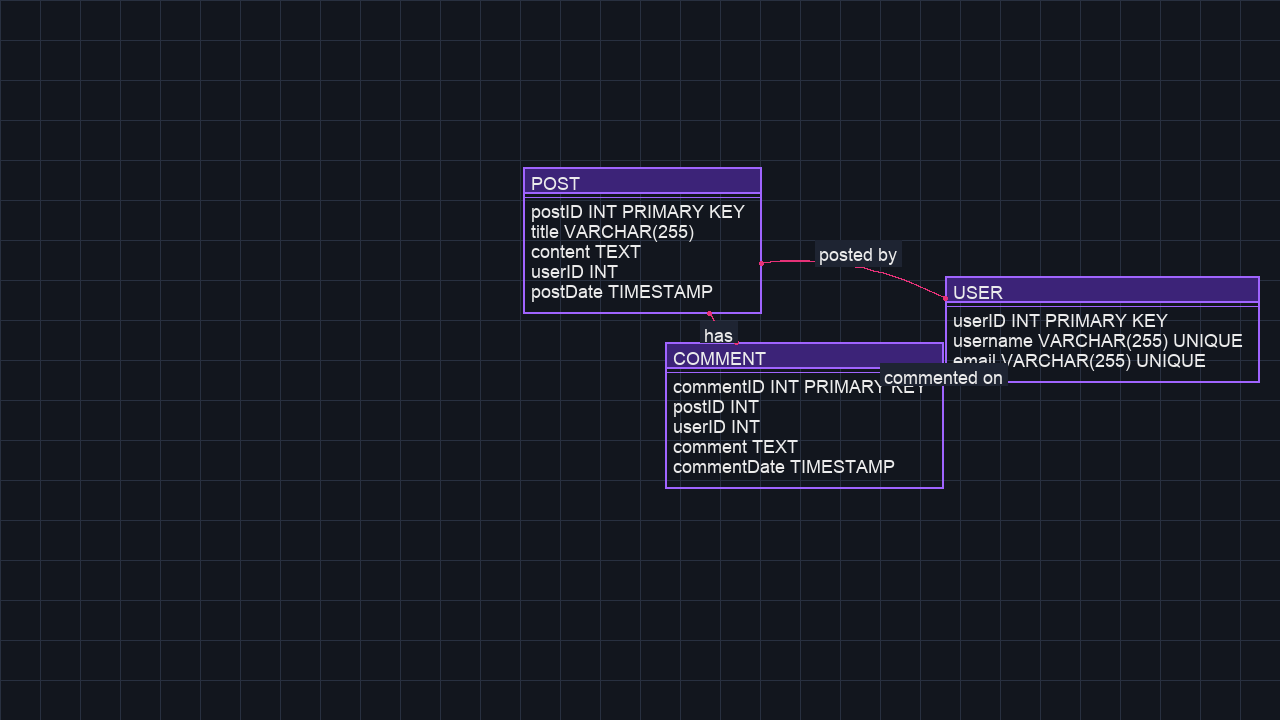 POST
postID INT PRIMARY KEY
title VARCHAR(255)
content TEXT
userID INT
postDate TIMESTAMP
posted by
USER
userID INT PRIMARY KEY
username VARCHAR(255) UNIQUE
email VARCHAR(255) UNIQUE
has
COMMENT
commentID INT PRIMARY KEY
postID INT
userID INT
comment TEXT
commentDate TIMESTAMP
commented on